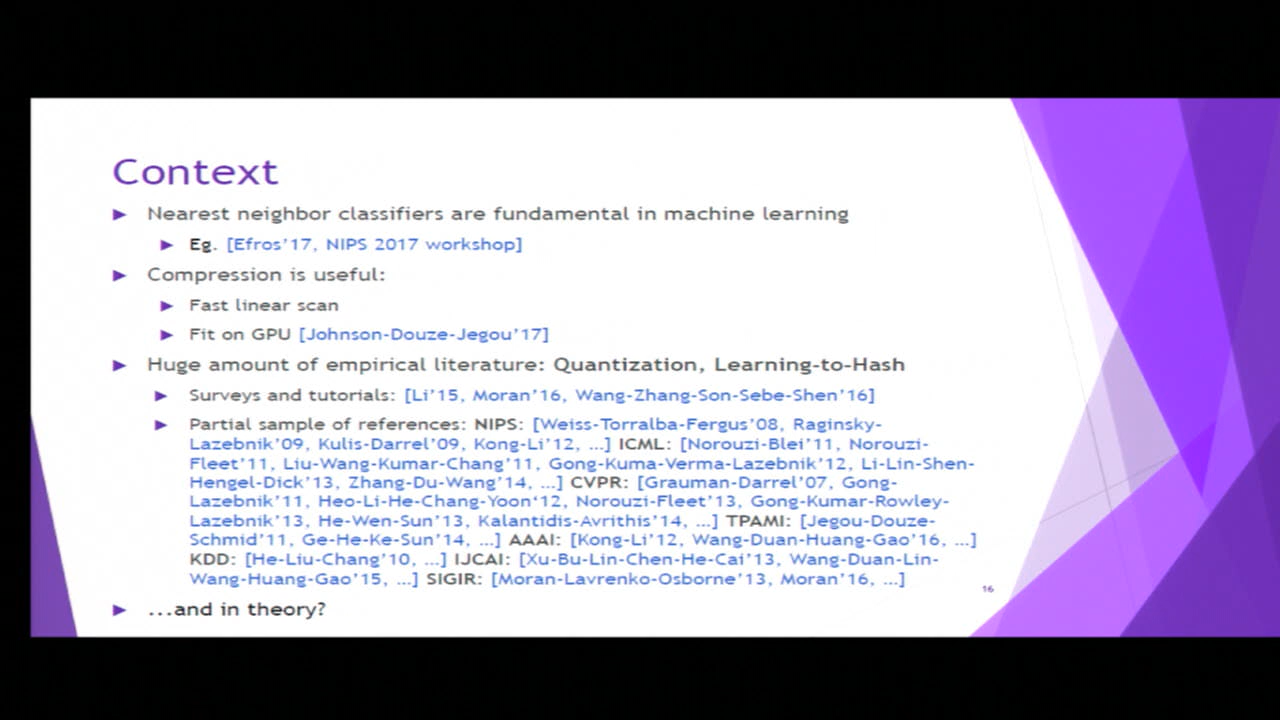 Context
► Nearest neighbor classifiers are fundamental in machine learning
► Eg. [Efros'17, NIPS 2017 workshop]
► Compression is useful:
► Fast linear scan
► Fit on GPU [Johnson-Douze-Jegou'17]
► Huge amount of empirical literature: Quantization, Learning-to-Hash
► Surveys and tutorials: [Li'15, Moran'16, Wang-Zhang-Son-Sebe-Shen'16]
► Partial sample of references: NIPS: [Weiss-Torralba-Fergus'08, Raginsky-
Lazebnik'09, Kulis-Darrel'09, Kong-Li'12, ...] ICML: [Norouzi-Blei'11, Norouzi-
Fleet'11, Liu-Wang-Kumar-Chang'11, Gong-Kuma-Verma-Lazebnik'12, Li-Lin-Shen-
Hengel-Dick'13, Zhang-Du-Wang'14, ...] CVPR: [Grauman-Darrel'07, Gong-
Lazebnik'11, Heo-Li-He-Chang-Yoon‘12, Norouzi-Fleet'13, Gong-Kumar-Rowley-
Lazebnik'13, He-Wen-Sun'13, Kalantidis-Avrithis'14, ...] TPAMI: [Jegou-Douze-
Schmid'11, Ge-He-Ke-Sun'14, ...] AAAI: [Kong-Li'12, Wang-Duan-Huang-Gao'16, ...]
KDD: [He-Liu-Chang'10, ...] IJCAI: [Xu-Bu-Lin-Chen-He-Cai'13, Wang-Duan-Lin-
Wang-Huang-Gao'15, ...] SIGIR: [Moran-Lavrenko-Osborne'13, Moran'16, ...]
16
► ...and in theory?